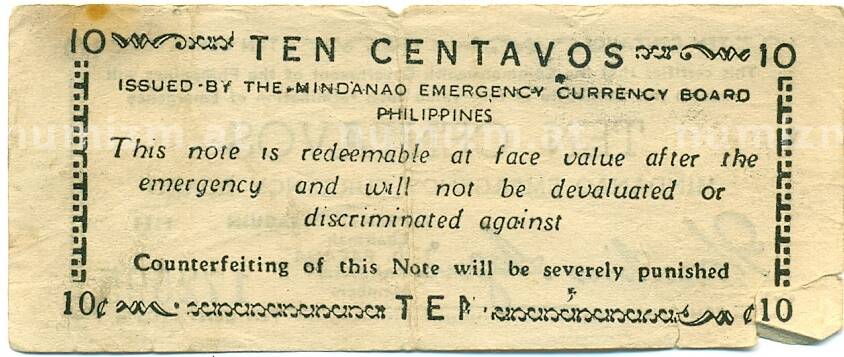 10 TEN CENTAVOS 10
ISSUED BY THE MINDANAO EMERGENCY CURRENCY BOARD
PHILIPPINES
This note is redeemable at face value after the
emergency and will not be devaluated or
discriminated against
Counterfeiting of this Note will be severely punished
10¢ TEN ¢10